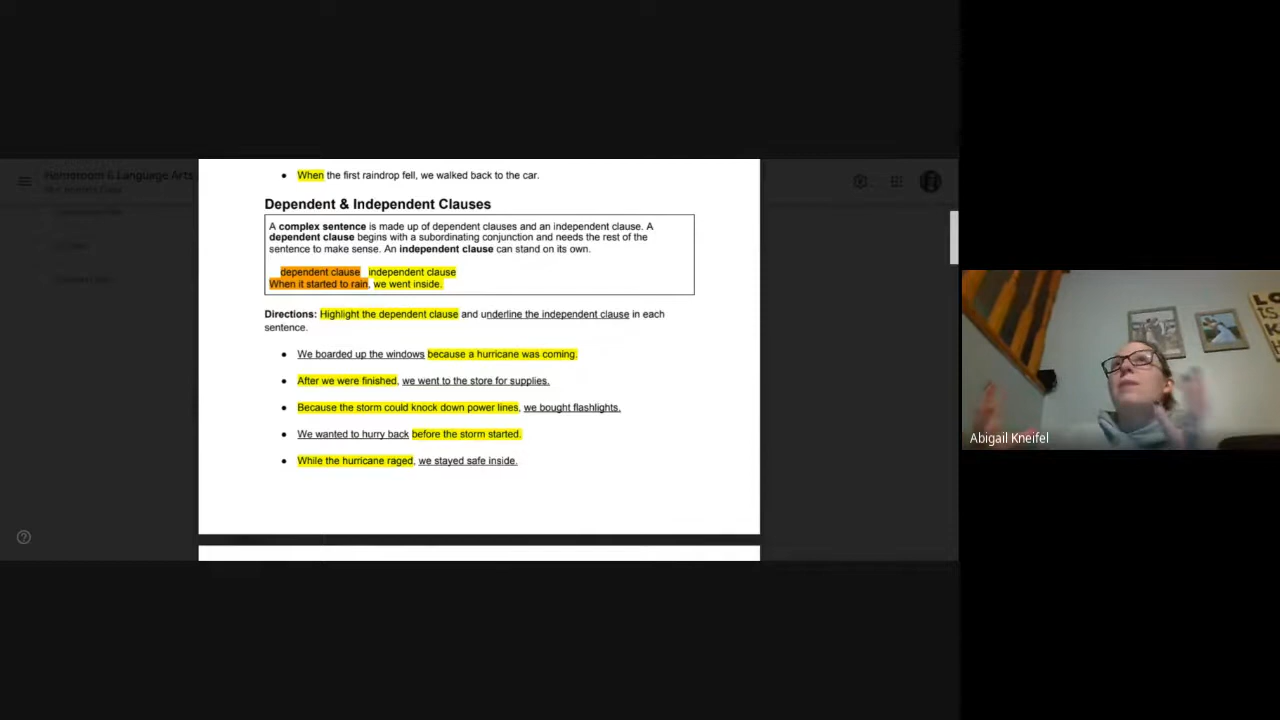 Homeroom & Language Arts
When the first raindrop fell, we walked back to the car.
Dependent & Independent Clauses
A complex sentence is made up of dependent clauses and an independent clause. A
dependent clause begins with a subordinating conjunction and needs the rest of the
sentence to make sense. An independent clause can stand on its own.
dependent clause independent clause
When it started to rain, we went inside.
Directions: Highlight the dependent clause and underline the independent clause in each
sentence.
We boarded up the windows because a hurricane was coming.
After we were finished, we went to the store for supplies.
Because the storm could knock down power lines, we bought flashlights.
We wanted to hurry back before the storm started.
While the hurricane raged, we stayed safe inside.
Abigail Kneifel